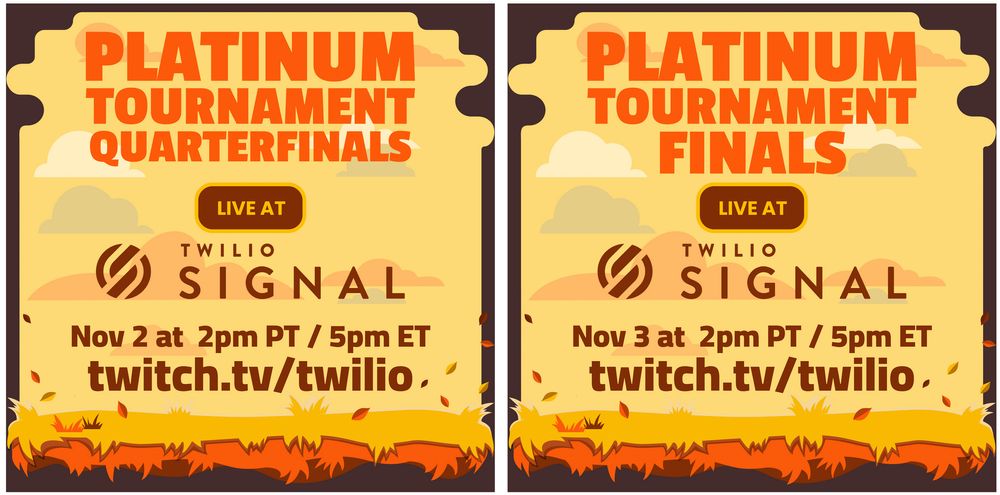 PLATINUM
TOURNAMENT
QUARTERFINALS
LIVE AT
TWILIO
SIGNAL
Nov 2 at 2pm PT / 5pm ET
twitch.tv/twilio
PLATINUM
TOURNAMENT
FINALS
LIVE AT
TWILIO
SIGNAL
Nov 3 at 2pm PT / 5pm ET
twitch.tv/twilio